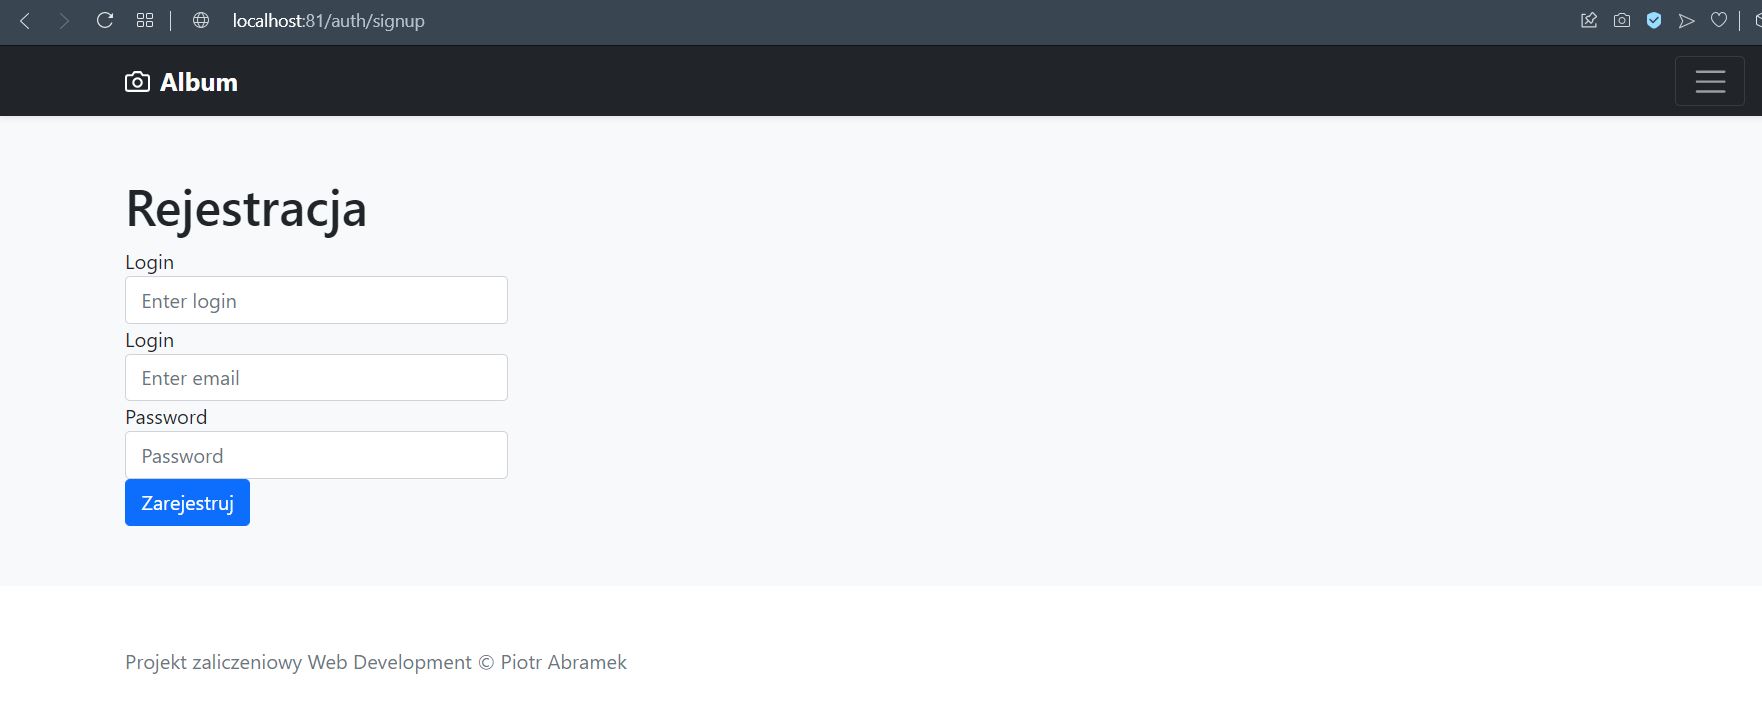 localhost:81/auth/signup
Album
Rejestracja
Login
Enter login
Login
Enter email
Password
Password
Zarejestruj
Projekt zaliczeniowy Web Development © Piotr Abramek